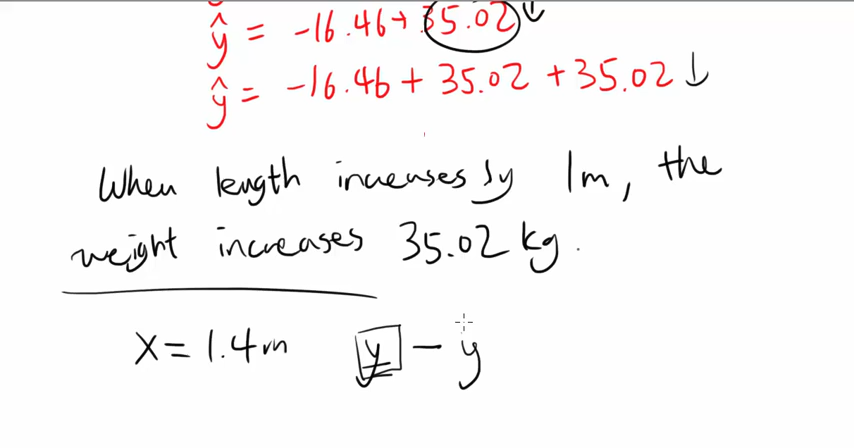 ŷ = -16.46 + 35.02 ↓
ŷ = -16.46 + 35.02 + 35.02 ↓
When length increases by 1m, the
weight increases 35.02 kg.
x = 1.4m y - y